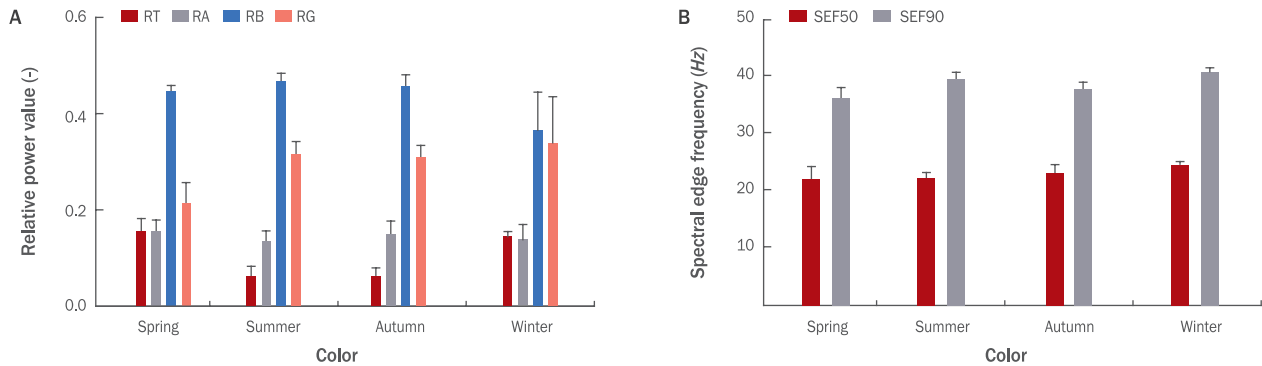 A
RT RA RB RG
Relative power value (-)
0.6
0.4
0.2
0.0
Spring Summer Autumn Winter
Color
B
SEF50 SEF90
Spectral edge frequency (Hz)
50
40
30
20
10
Spring Summer Autumn Winter
Color